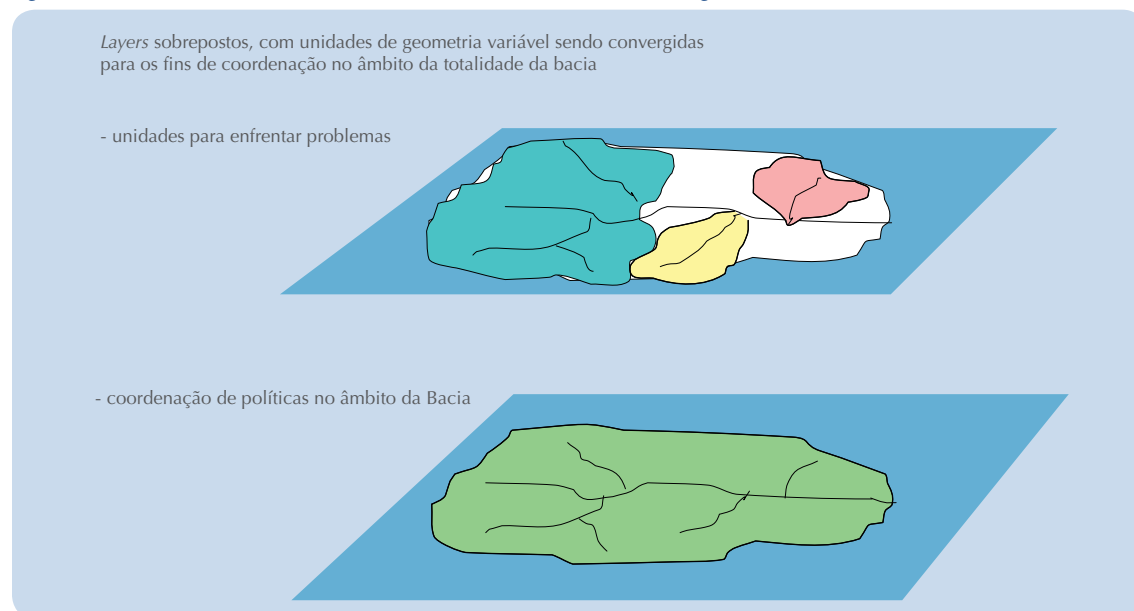 Layers sobrepostos, com unidades de geometria variável sendo convergidas
para os fins de coordenação no âmbito da totalidade da bacia
- unidades para enfrentar problemas
- coordenação de políticas no âmbito da Bacia